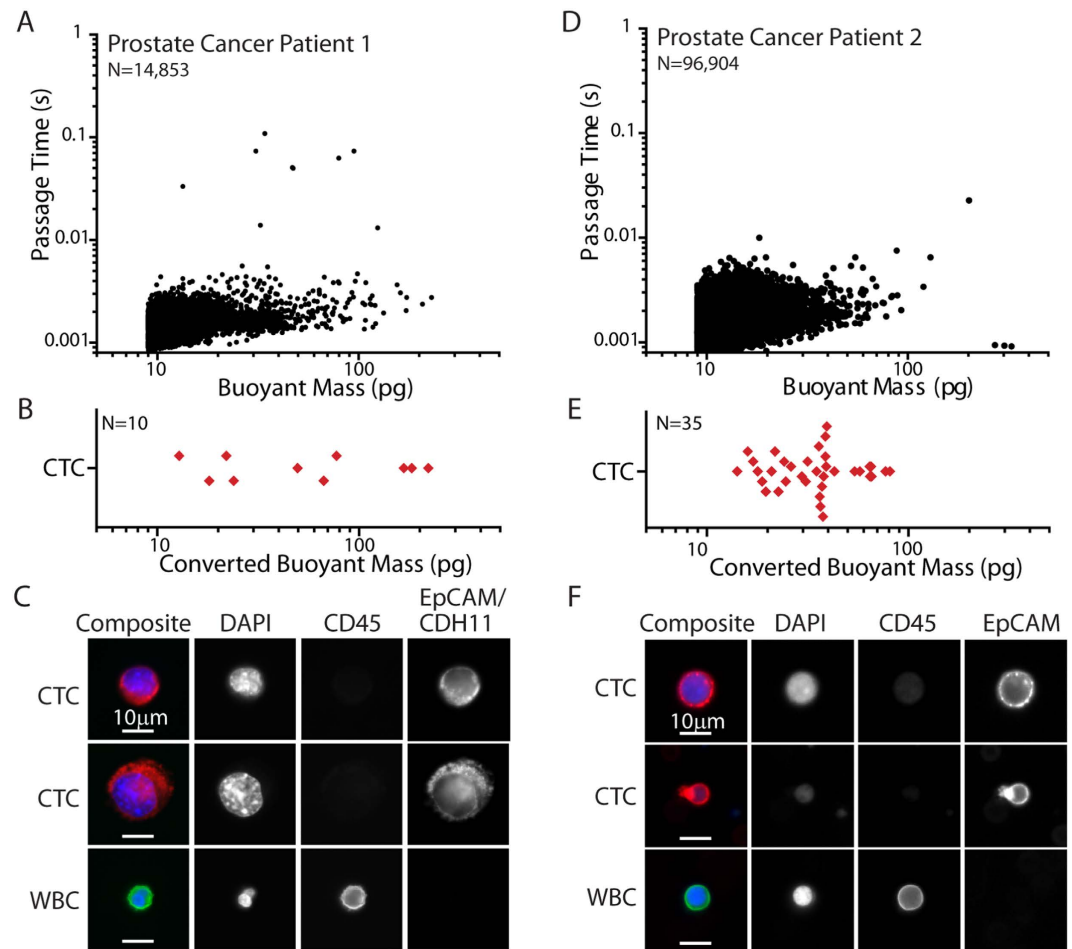 A
Prostate Cancer Patient 1
N=14,853
Passage Time (s)
1
0.1
0.01
0.001
10
100
Buoyant Mass (pg)
B
N=10
CTC
10
100
Converted Buoyant Mass (pg)
C
Composite
DAPI
CD45
EpCAM/
CDH11
CTC
10μm
CTC
WBC
D
Prostate Cancer Patient 2
N=96,904
Passage Time (s)
1
0.1
0.01
0.001
10
100
Buoyant Mass (pg)
E
N=35
CTC
10
100
Converted Buoyant Mass (pg)
F
Composite
DAPI
CD45
EpCAM
CTC
10μm
CTC
WBC